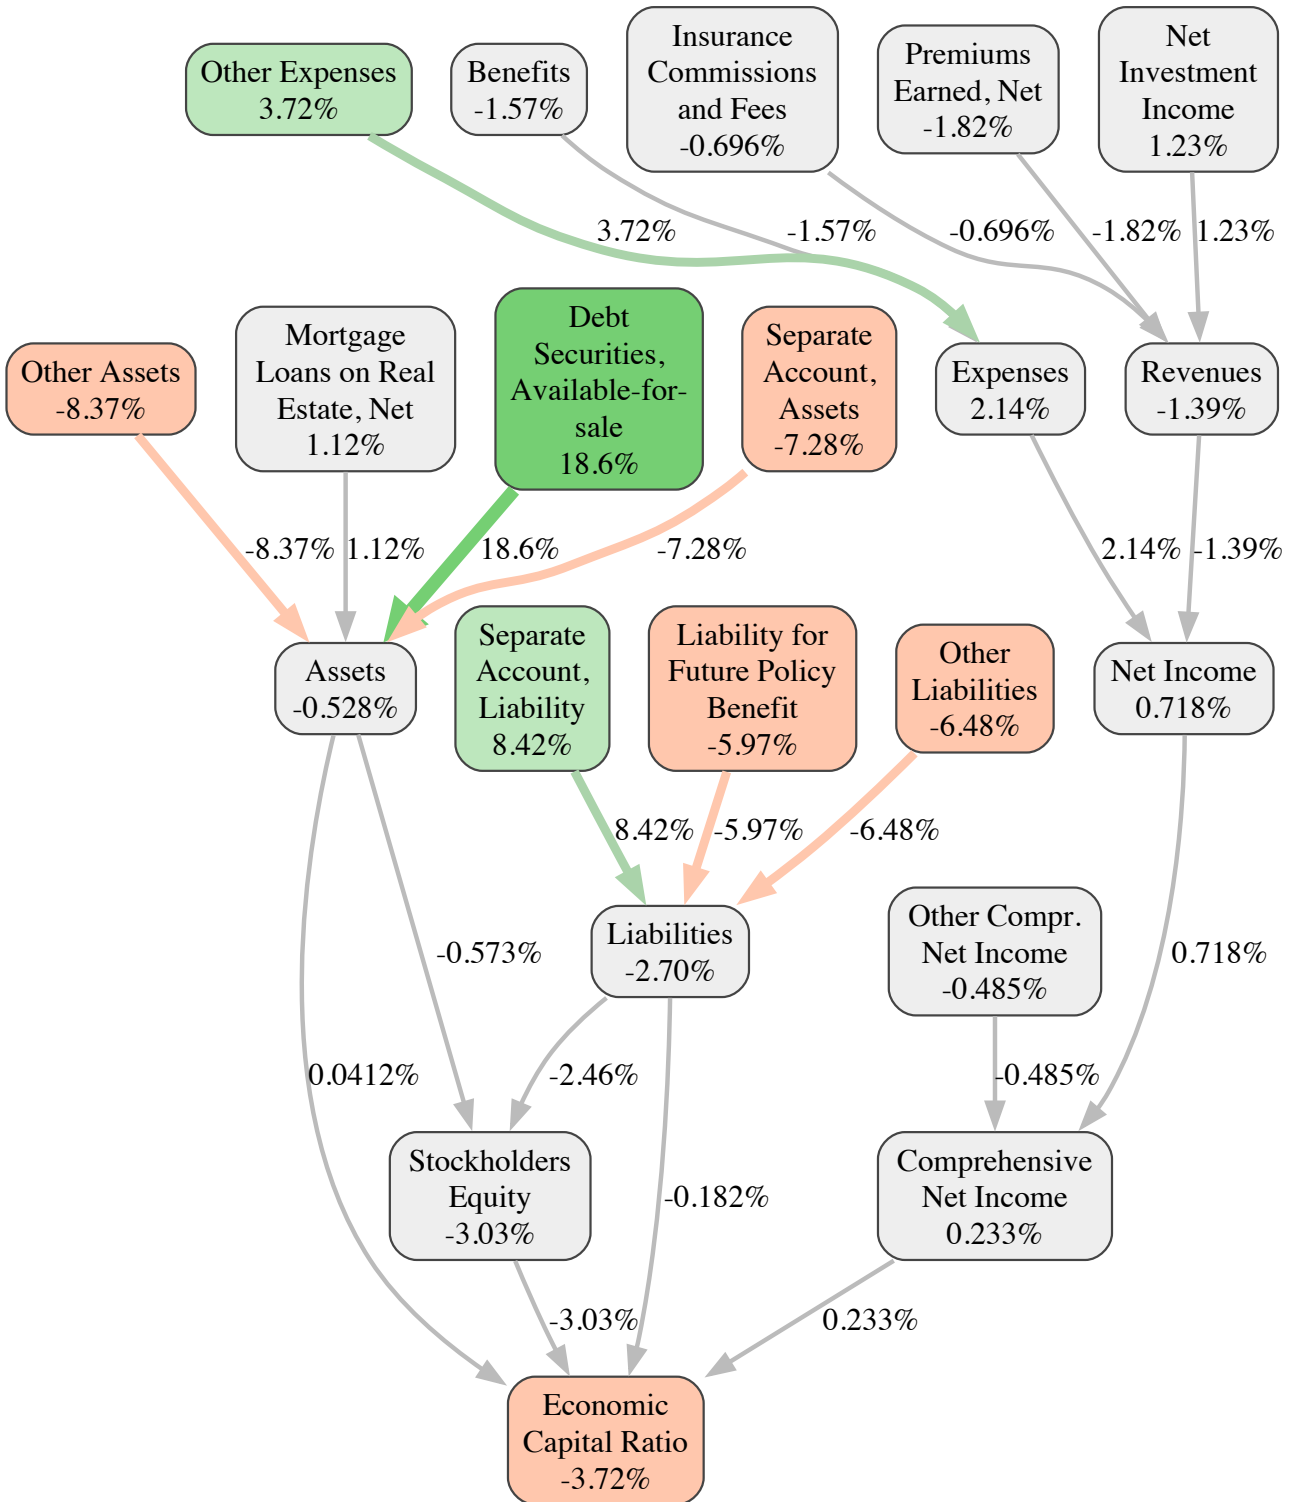 Other Expenses
3.72%
Benefits
-1.57%
Insurance
Commissions
and Fees
-0.696%
Premiums
Earned, Net
-1.82%
Net
Investment
Income
1.23%
3.72%
-1.57%
-0.696%
-1.82%
1.23%
Other Assets
-8.37%
Mortgage
Loans on Real
Estate, Net
1.12%
Debt
Securities,
Available-for-
sale
18.6%
Separate
Account,
Assets
-7.28%
Expenses
2.14%
Revenues
-1.39%
-8.37%
1.12%
18.6%
-7.28%
2.14%
-1.39%
Assets
-0.528%
Separate
Account,
Liability
8.42%
Liability for
Future Policy
Benefit
-5.97%
Other
Liabilities
-6.48%
Net Income
0.718%
8.42%
-5.97%
-6.48%
Liabilities
-2.70%
Other Compr.
Net Income
-0.485%
-0.573%
0.718%
0.0412%
-2.46%
-0.485%
Stockholders
Equity
-3.03%
-0.182%
Comprehensive
Net Income
0.233%
-3.03%
0.233%
Economic
Capital Ratio
-3.72%